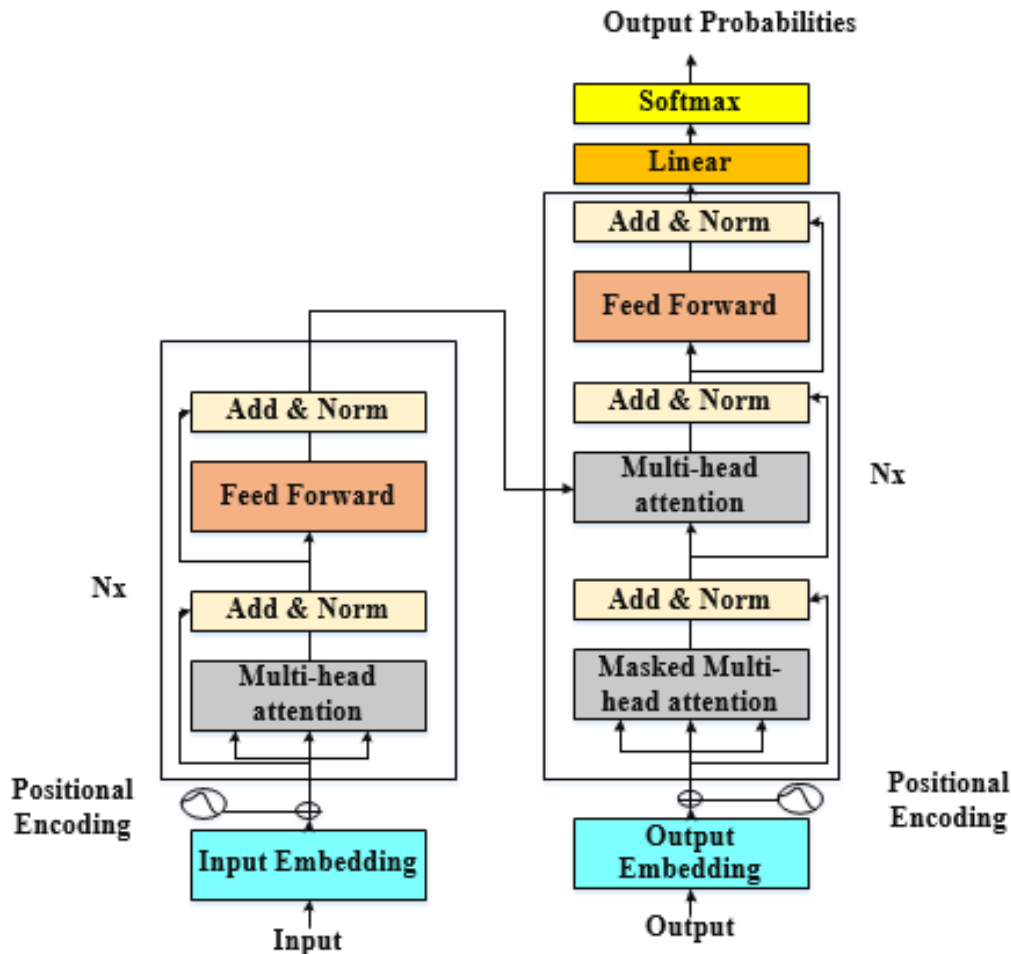 Output Probabilities
Softmax
Linear
Add & Norm
Feed Forward
Add & Norm
Multi-head
attention
Nx
Add & Norm
Masked Multi-
head attention
Positional
Encoding
Output
Embedding
Output
Add & Norm
Feed Forward
Nx
Add & Norm
Multi-head
attention
Positional
Encoding
Input Embedding
Input